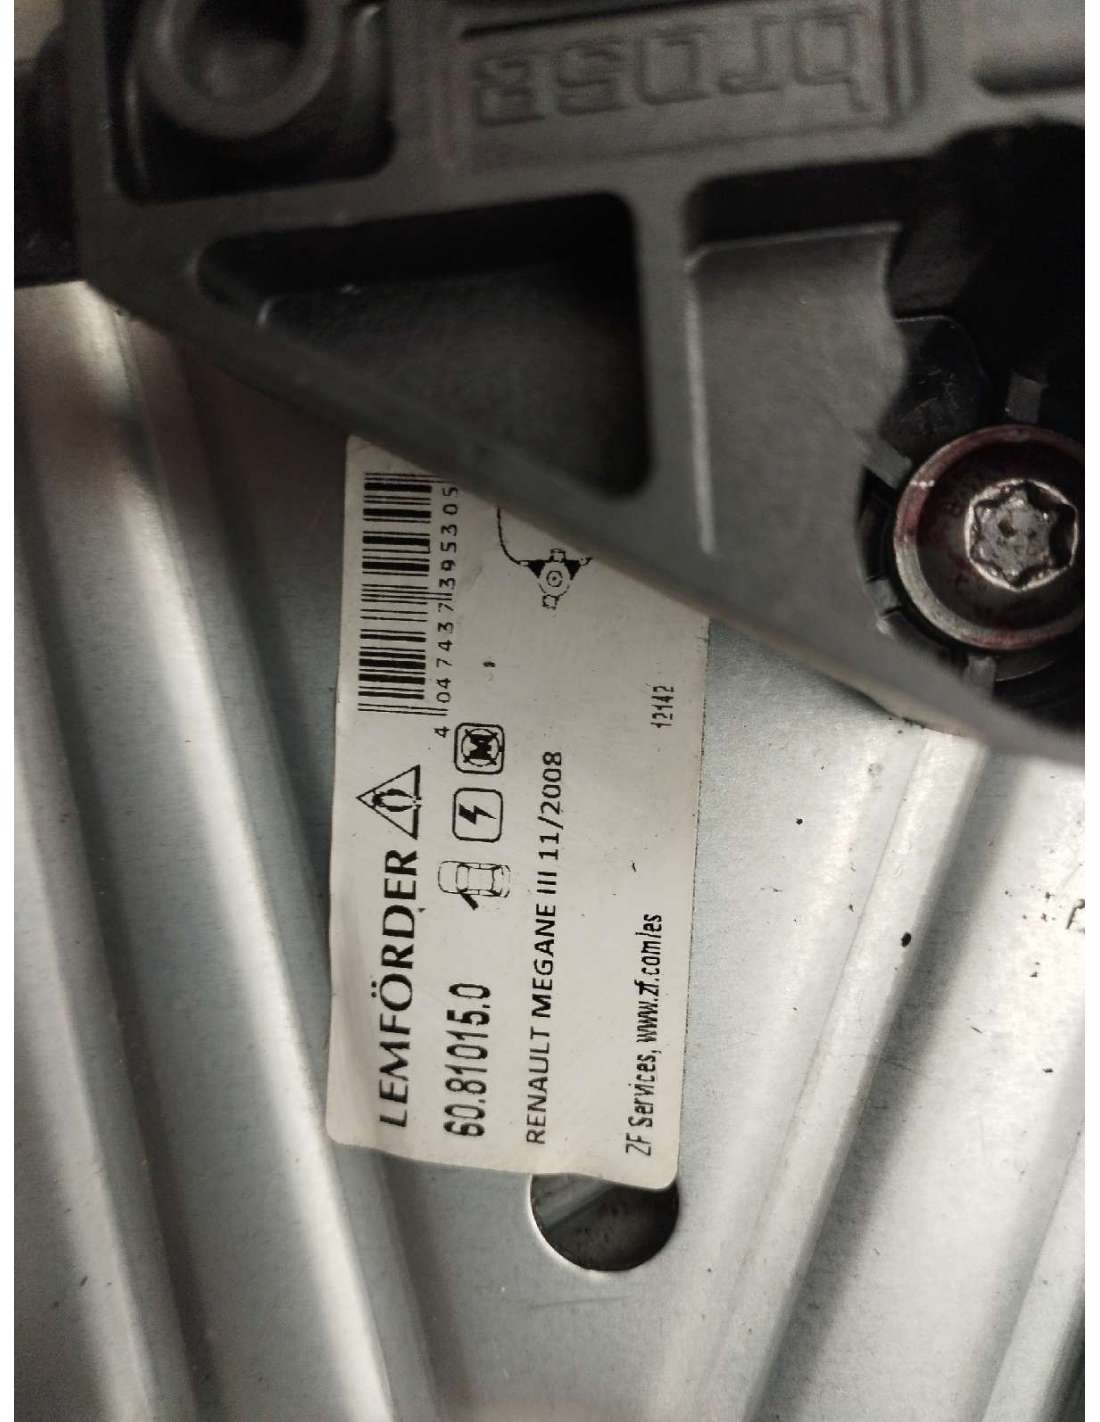 brose
LEMFÖRDER
4 047437 395305
60.81015.0
M
RENAULT MEGANE III 11/2008
ZF Services, www.zf.com/es
12142